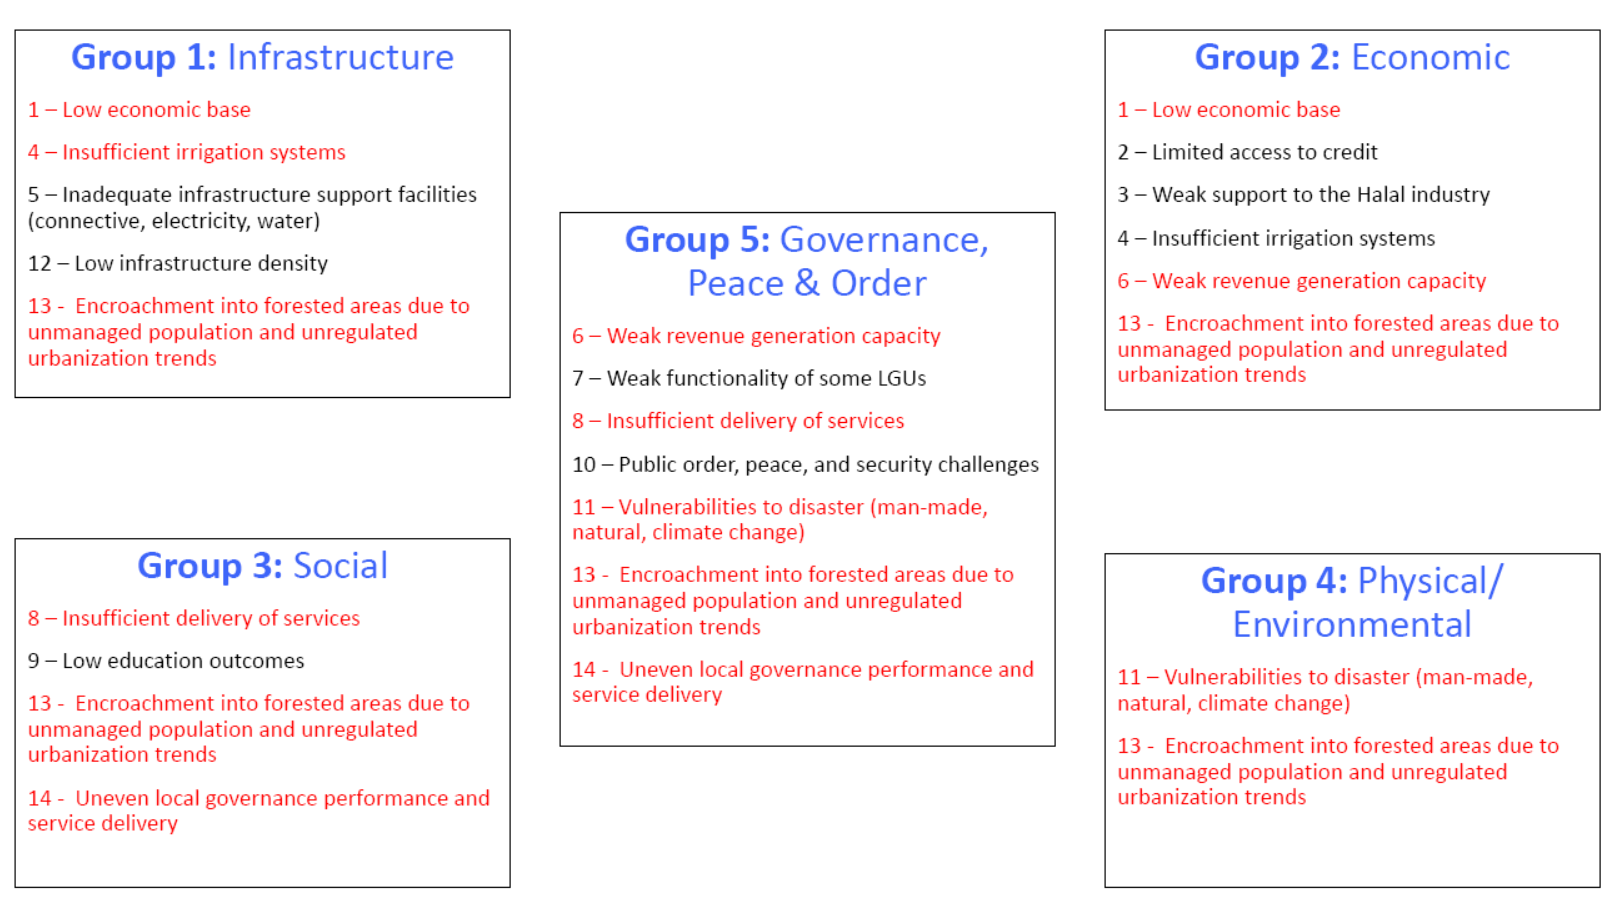 Group 1: Infrastructure
1 – Low economic base
4 – Insufficient irrigation systems
5 – Inadequate infrastructure support facilities
(connective, electricity, water)
12 – Low infrastructure density
13 -  Encroachment into forested areas due to
unmanaged population and unregulated
urbanization trends
Group 2: Economic
1 – Low economic base
2 – Limited access to credit
3 – Weak support to the Halal industry
4 – Insufficient irrigation systems
6 – Weak revenue generation capacity
13 -  Encroachment into forested areas due to
unmanaged population and unregulated
urbanization trends
Group 5: Governance,
Peace & Order
6 – Weak revenue generation capacity
7 – Weak functionality of some LGUs
8 – Insufficient delivery of services
10 – Public order, peace, and security challenges
11 – Vulnerabilities to disaster (man-made,
natural, climate change)
13 -  Encroachment into forested areas due to
unmanaged population and unregulated
urbanization trends
14 -  Uneven local governance performance and
service delivery
Group 3: Social
8 – Insufficient delivery of services
9 – Low education outcomes
13 -  Encroachment into forested areas due to
unmanaged population and unregulated
urbanization trends
14 -  Uneven local governance performance and
service delivery
Group 4: Physical/
Environmental
11 – Vulnerabilities to disaster (man-made,
natural, climate change)
13 -  Encroachment into forested areas due to
unmanaged population and unregulated
urbanization trends